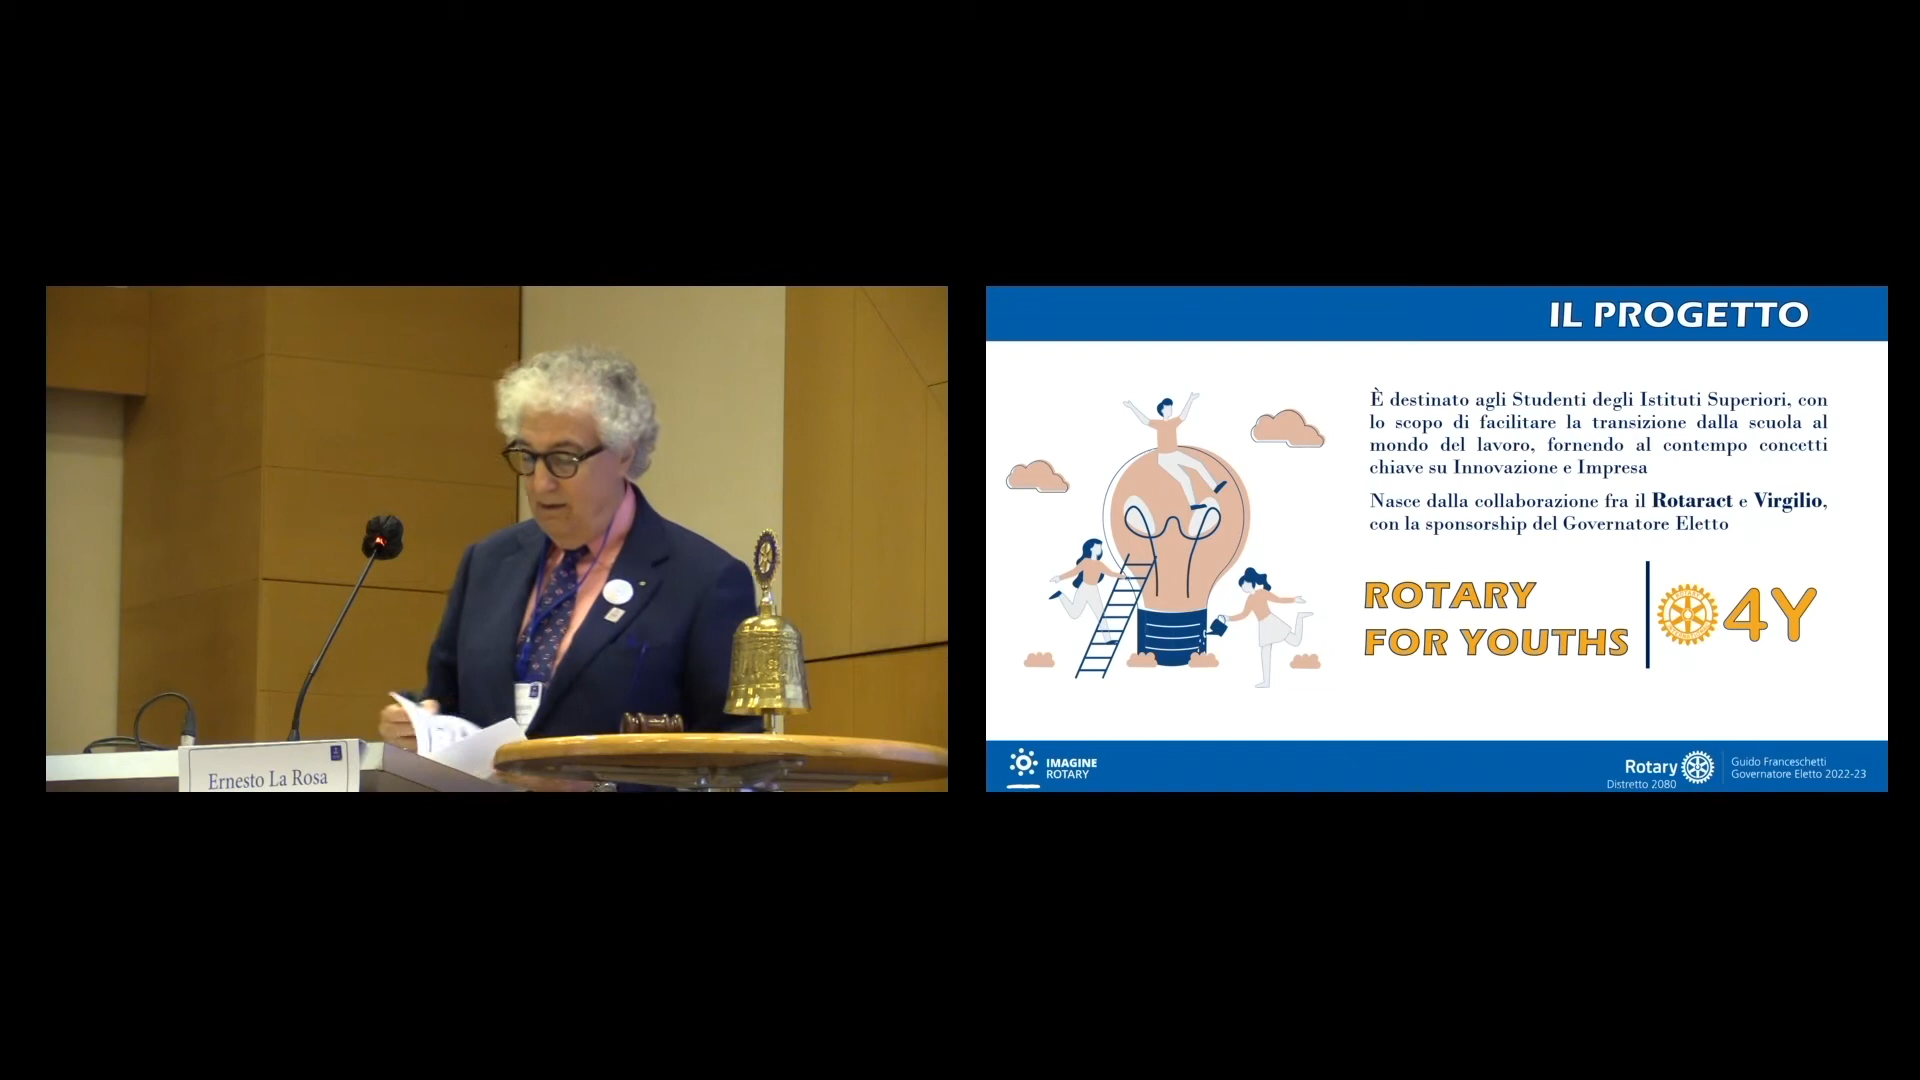 Ernesto La Rosa
IL PROGETTO
È destinato agli Studenti degli Istituti Superiori, con
lo scopo di facilitare la transizione dalla scuola al
mondo del lavoro, fornendo al contempo concetti
chiave su Innovazione e Impresa
Nasce dalla collaborazione fra il Rotaract e Virgilio,
con la sponsorship del Governatore Eletto
ROTARY
FOR YOUTHS
4Y
IMAGINE
ROTARY
Rotary
Distretto 2080
Guido Franceschetti
Governatore Eletto 2022-23